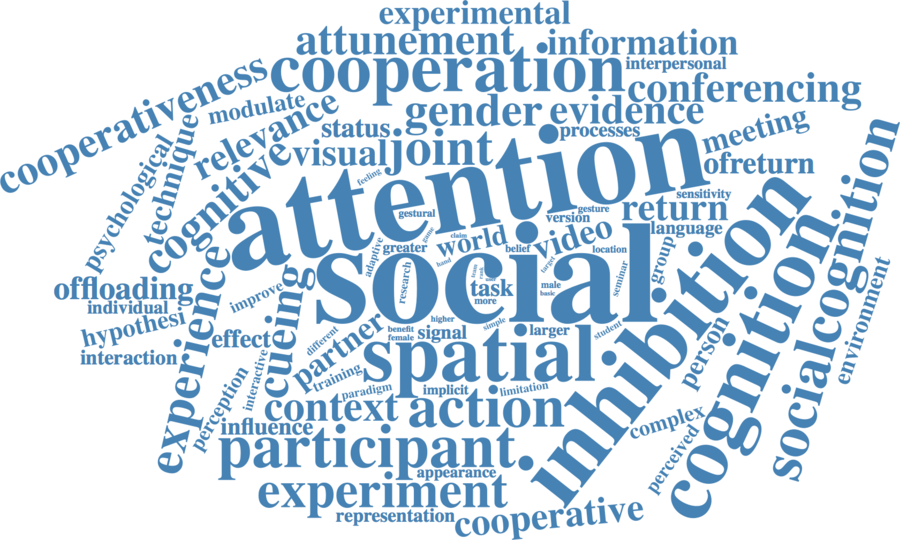 experimental
attunement
information
cooperation
interpersonal
cooperativeness
conferencing
modulate
gender
evidence
relevance
status
processes
meeting
psychological
technique
visual
joint
ofreturn
cognitive
attention
feeling
sensitivity
gestural
gesture
version
return
language
socialcognition
greater
world
claim
game
belief
video
location
adaptive
hand
target
group
inhibition
offloading
experience
cueing
social
research
team
task
task
more
male
basic
seminar
individual
improve
environment
hypothesi
effect
different
partner
higher
benefit
female
signal
simple
larger
student
person
cognition
interaction
interactive
perception
training
spatial
paradigm
implicit
limitation
context
action
influence
complex
participant.
perceived
appearance
experiment
representation
cooperative